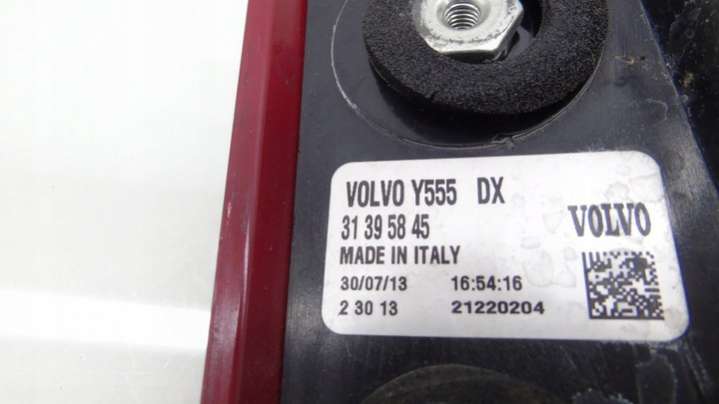 VOLVO Y555 DX
31 39 58 45
VOLVO
MADE IN ITALY
30/07/13 16:54:16
2 30 13 21220204